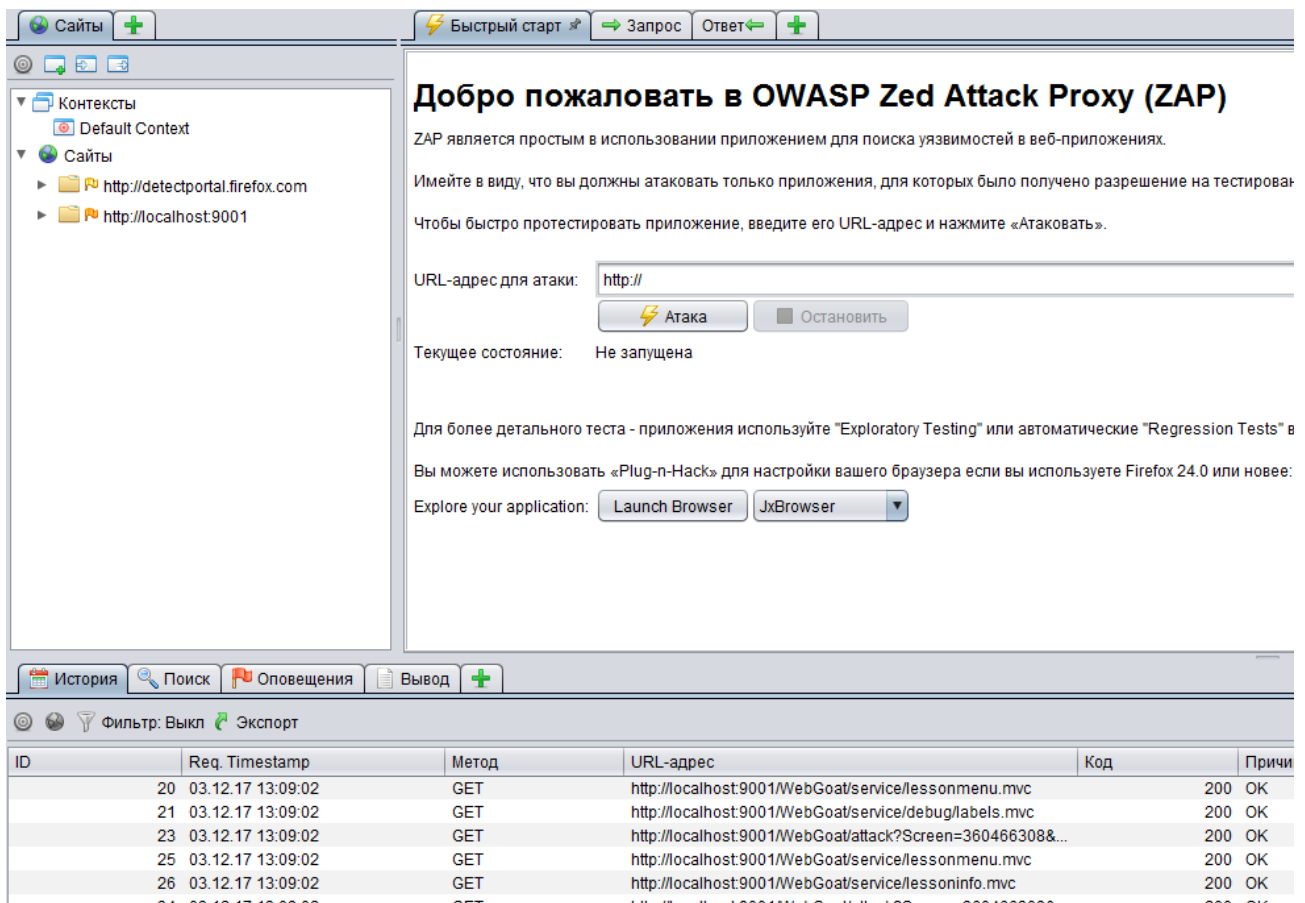 Сайты
Быстрый старт
Запрос
Ответ
Контексты
Default Context
Сайты
http://detectportal.firefox.com
http://localhost:9001
Добро пожаловать в OWASP Zed Attack Proxy (ZAP)
ZAP является простым в использовании приложением для поиска уязвимостей в веб-приложениях.
Имейте в виду, что вы должны атаковать только приложения, для которых было получено разрешение на тестирован
Чтобы быстро протестировать приложение, введите его URL-адрес и нажмите «Атаковать».
URL-адрес для атаки: http://
Атака Остановить
Текущее состояние: Не запущена
Для более детального теста - приложения используйте "Exploratory Testing" или автоматические "Regression Tests" в
Вы можете использовать «Plug-n-Hack» для настройки вашего браузера если вы используете Firefox 24.0 или новее:
Explore your application: Launch Browser JxBrowser
История Поиск Оповещения Вывод
Фильтр: Выкл Экспорт
ID Req. Timestamp Метод URL-адрес Код Причи
20 03.12.17 13:09:02 GET http://localhost:9001/WebGoat/service/lessonmenu.mvc 200 OK
21 03.12.17 13:09:02 GET http://localhost:9001/WebGoat/service/debug/labels.mvc 200 OK
23 03.12.17 13:09:02 GET http://localhost:9001/WebGoat/attack?Screen=360466308&... 200 OK
25 03.12.17 13:09:02 GET http://localhost:9001/WebGoat/service/lessonmenu.mvc 200 OK
26 03.12.17 13:09:02 GET http://localhost:9001/WebGoat/service/lessoninfo.mvc 200 OK